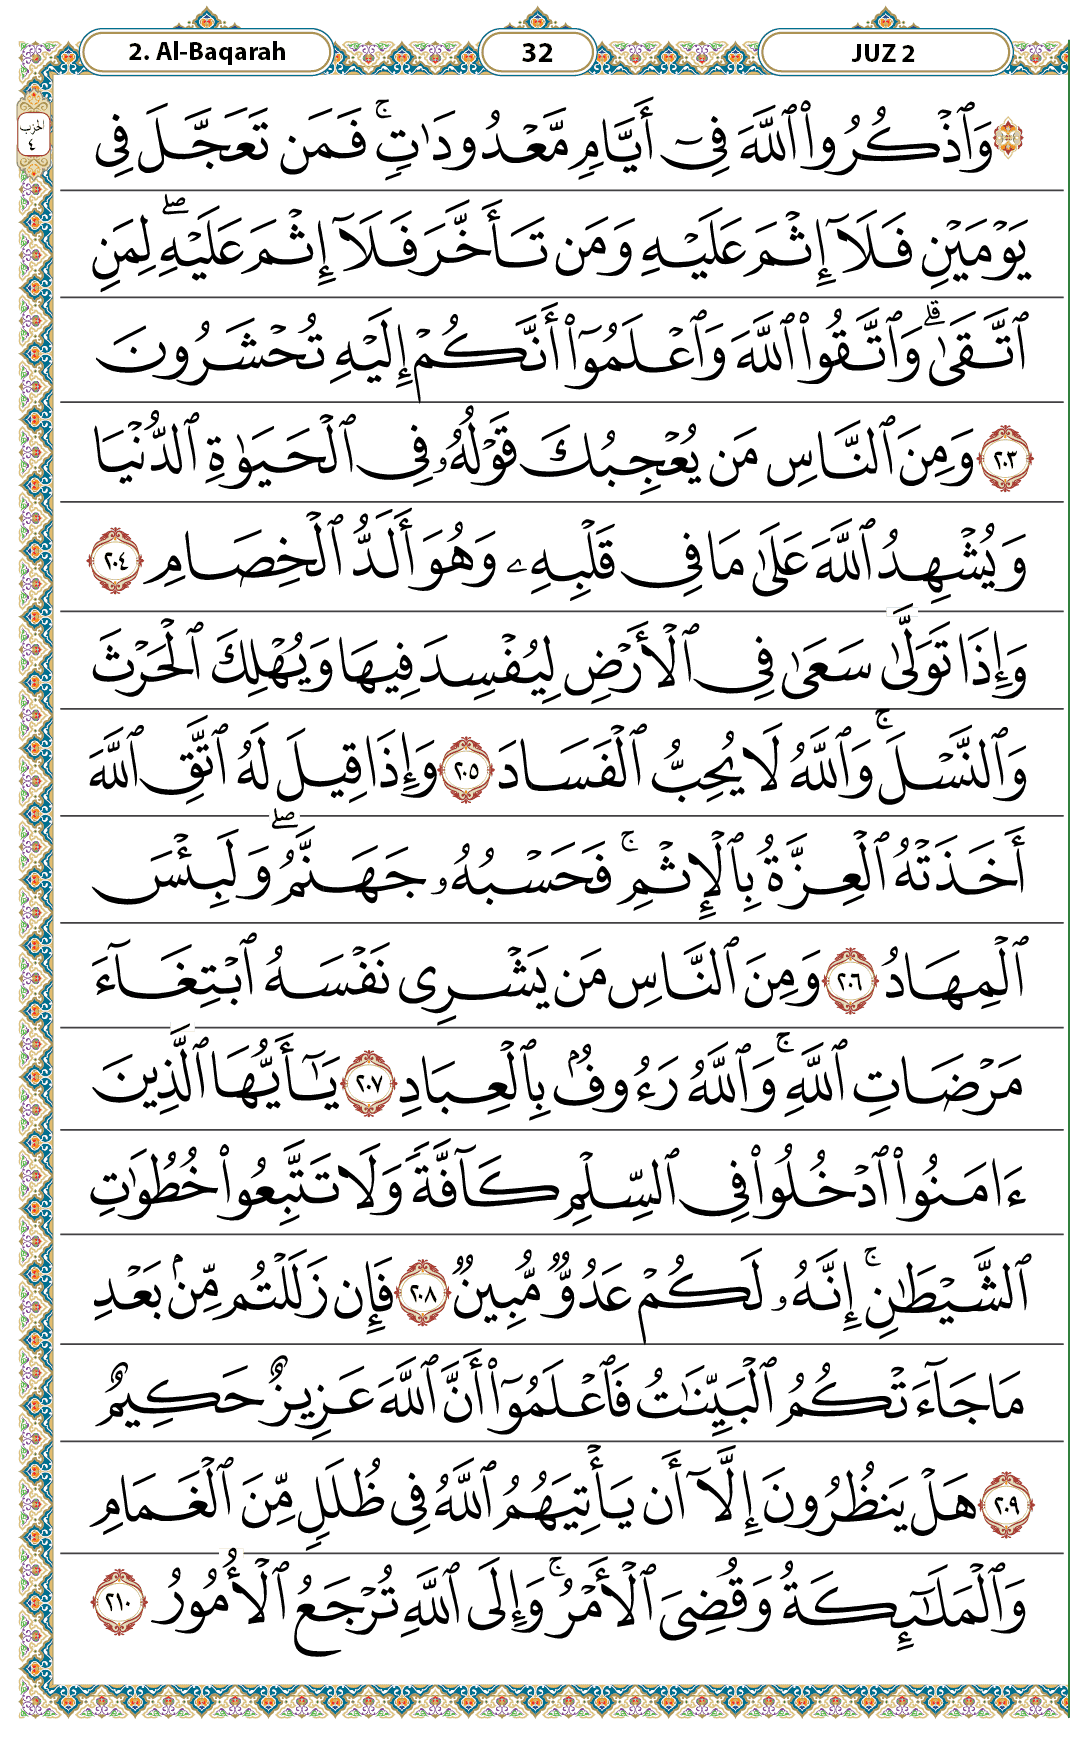 2. Al-Baqarah 32 JUZ 2
الحزب
٤
۞ وَٱذْكُرُوا۟ ٱللَّهَ فِىٓ أَيَّامٍ مَّعْدُودَٰتٍ ۚ فَمَن تَعَجَّلَ فِى
يَوْمَيْنِ فَلَآ إِثْمَ عَلَيْهِ وَمَن تَأَخَّرَ فَلَآ إِثْمَ عَلَيْهِ ۖ لِمَنِ
ٱتَّقَىٰ ۗ وَٱتَّقُوا۟ ٱللَّهَ وَٱعْلَمُوٓا۟ أَنَّكُمْ إِلَيْهِ تُحْشَرُونَ
٢٠٣ وَمِنَ ٱلنَّاسِ مَن يُعْجِبُكَ قَوْلُهُۥ فِى ٱلْحَيَوٰةِ ٱلدُّنْيَا
وَيُشْهِدُ ٱللَّهَ عَلَىٰ مَا فِى قَلْبِهِۦ وَهُوَ أَلَدُّ ٱلْخِصَامِ ٢٠٤
وَإِذَا تَوَلَّىٰ سَعَىٰ فِى ٱلْأَرْضِ لِيُفْسِدَ فِيهَا وَيُهْلِكَ ٱلْحَرْثَ
وَٱلنَّسْلَ ۚ وَٱللَّهُ لَا يُحِبُّ ٱلْفَسَادَ ٢٠٥ وَإِذَا قِيلَ لَهُ ٱتَّقِ ٱللَّهَ
أَخَذَتْهُ ٱلْعِزَّةُ بِٱلْإِثْمِ ۚ فَحَسْبُهُۥ جَهَنَّمُ ۖ وَلَبِئْسَ
ٱلْمِهَادُ ٢٠٦ وَمِنَ ٱلنَّاسِ مَن يَشْرِى نَفْسَهُ ٱبْتِغَآءَ
مَرْضَاتِ ٱللَّهِ ۚ وَٱللَّهُ رَءُوفٌۢ بِٱلْعِبَادِ ٢٠٧ يَٰٓأَيُّهَا ٱلَّذِينَ
ءَامَنُوا۟ ٱدْخُلُوا۟ فِى ٱلسِّلْمِ كَآفَّةً وَلَا تَتَّبِعُوا۟ خُطُوَٰتِ
ٱلشَّيْطَٰنِ ۚ إِنَّهُۥ لَكُمْ عَدُوٌّ مُّبِينٌ ٢٠٨ فَإِن زَلَلْتُم مِّنۢ بَعْدِ
مَا جَآءَتْكُمُ ٱلْبَيِّنَٰتُ فَٱعْلَمُوٓا۟ أَنَّ ٱللَّهَ عَزِيزٌ حَكِيمٌ
٢٠٩ هَلْ يَنظُرُونَ إِلَّآ أَن يَأْتِيَهُمُ ٱللَّهُ فِى ظُلَلٍ مِّنَ ٱلْغَمَامِ
وَٱلْمَلَٰٓئِكَةُ وَقُضِىَ ٱلْأَمْرُ ۚ وَإِلَى ٱللَّهِ تُرْجَعُ ٱلْأُمُورُ ٢١٠